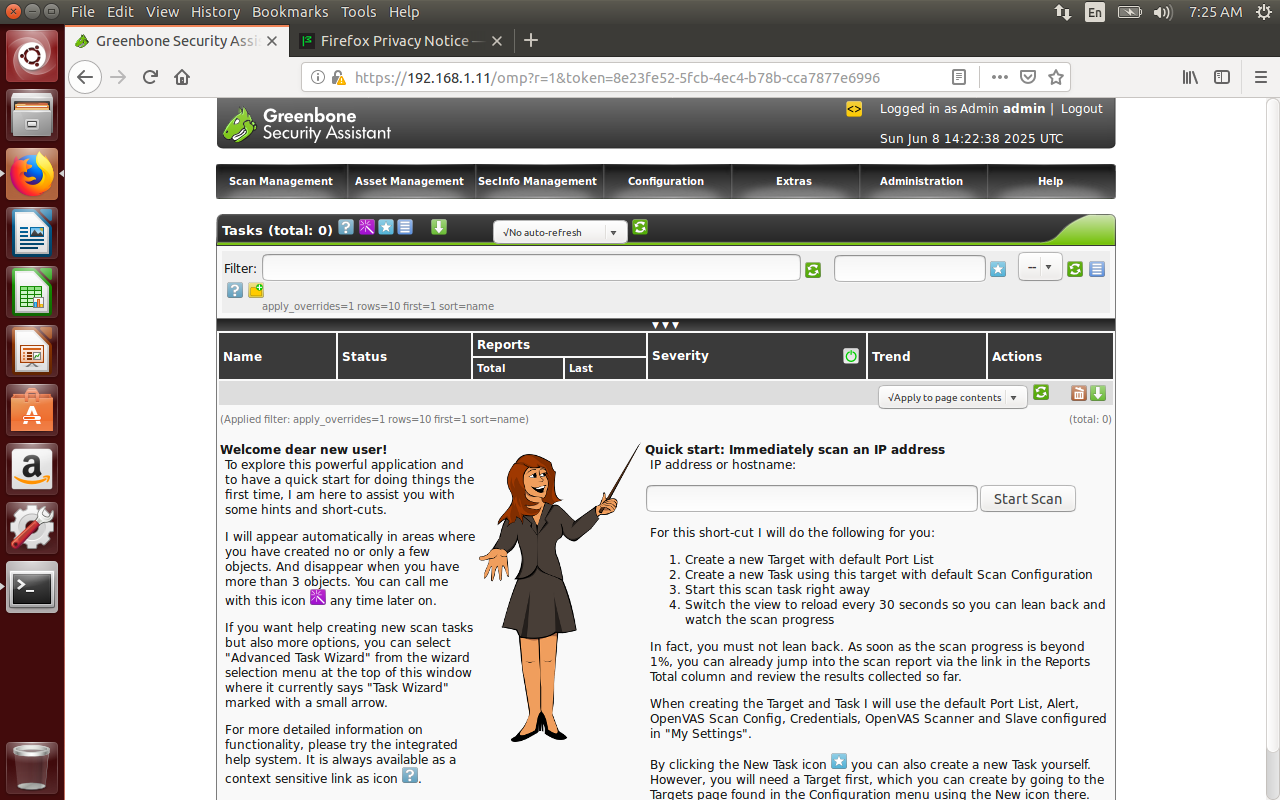 File Edit View History Bookmarks Tools Help
En
7:25 AM
Greenbone Security Assi
Firefox Privacy Notice —
https://192.168.1.11/omp?r=1&token=8e23fe52-5fcb-4ec4-b78b-cca7877e6996
Greenbone
Security Assistant
<>
Logged in as Admin admin | Logout
Sun Jun 8 14:22:38 2025 UTC
Scan Management Asset Management SecInfo Management Configuration Extras Administration Help
Tasks (total: 0) ?
√No auto-refresh
Filter:
--
?
apply_overrides=1 rows=10 first=1 sort=name
▼▼▼
Name Status Reports Severity Trend Actions
Total Last
√Apply to page contents
(Applied filter: apply_overrides=1 rows=10 first=1 sort=name)
(total: 0)
Welcome dear new user!
To explore this powerful application and
to have a quick start for doing things the
first time, I am here to assist you with
some hints and short-cuts.
I will appear automatically in areas where
you have created no or only a few
objects. And disappear when you have
more than 3 objects. You can call me
with this icon any time later on.
If you want help creating new scan tasks
but also more options, you can select
"Advanced Task Wizard" from the wizard
selection menu at the top of this window
where it currently says "Task Wizard"
marked with a small arrow.
For more detailed information on
functionality, please try the integrated
help system. It is always available as a
context sensitive link as icon ?.
Quick start: Immediately scan an IP address
IP address or hostname:
Start Scan
For this short-cut I will do the following for you:
1. Create a new Target with default Port List
2. Create a new Task using this target with default Scan Configuration
3. Start this scan task right away
4. Switch the view to reload every 30 seconds so you can lean back and
watch the scan progress
In fact, you must not lean back. As soon as the scan progress is beyond
1%, you can already jump into the scan report via the link in the Reports
Total column and review the results collected so far.
When creating the Target and Task I will use the default Port List, Alert,
OpenVAS Scan Config, Credentials, OpenVAS Scanner and Slave configured
in "My Settings".
By clicking the New Task icon you can also create a new Task yourself.
However, you will need a Target first, which you can create by going to the
Targets page found in the Configuration menu using the New icon there.